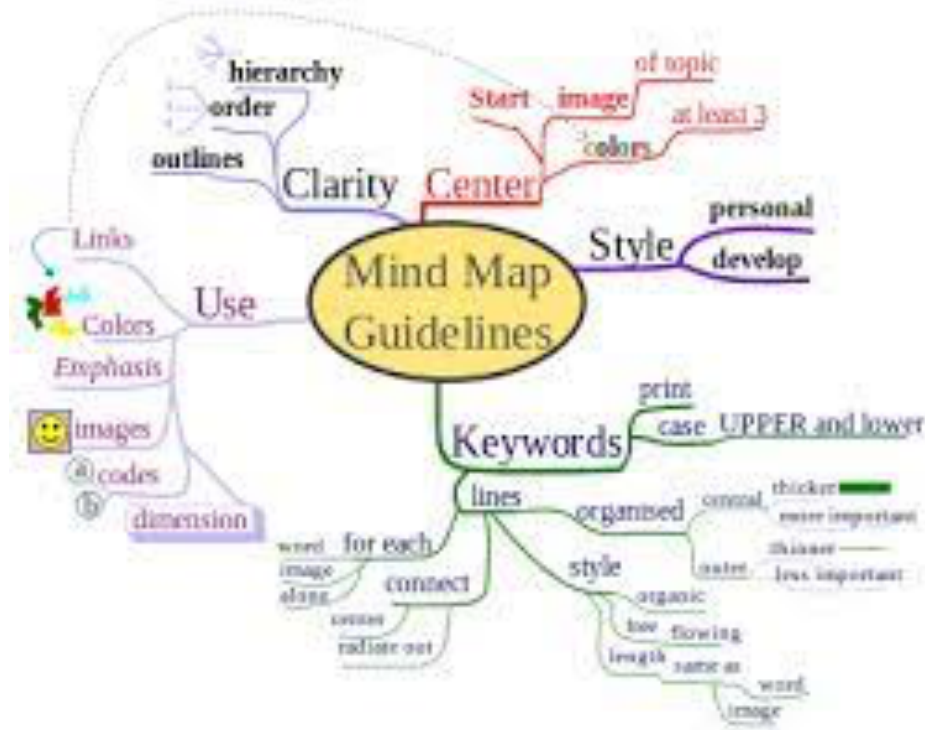 Mind Map
Guidelines
Center
Start
image
of topic
colors
at least 3
Style
personal
develop
Keywords
print
case
UPPER and lower
lines
organised
central
thicker
more important
outer
thinner
less important
style
organic
free flowing
length same as
word
image
connect
center
radiate out
for each
word
image
along
Use
Links
Colors
Emphasis
images
a codes
b
dimension
Clarity
hierarchy
order
outlines